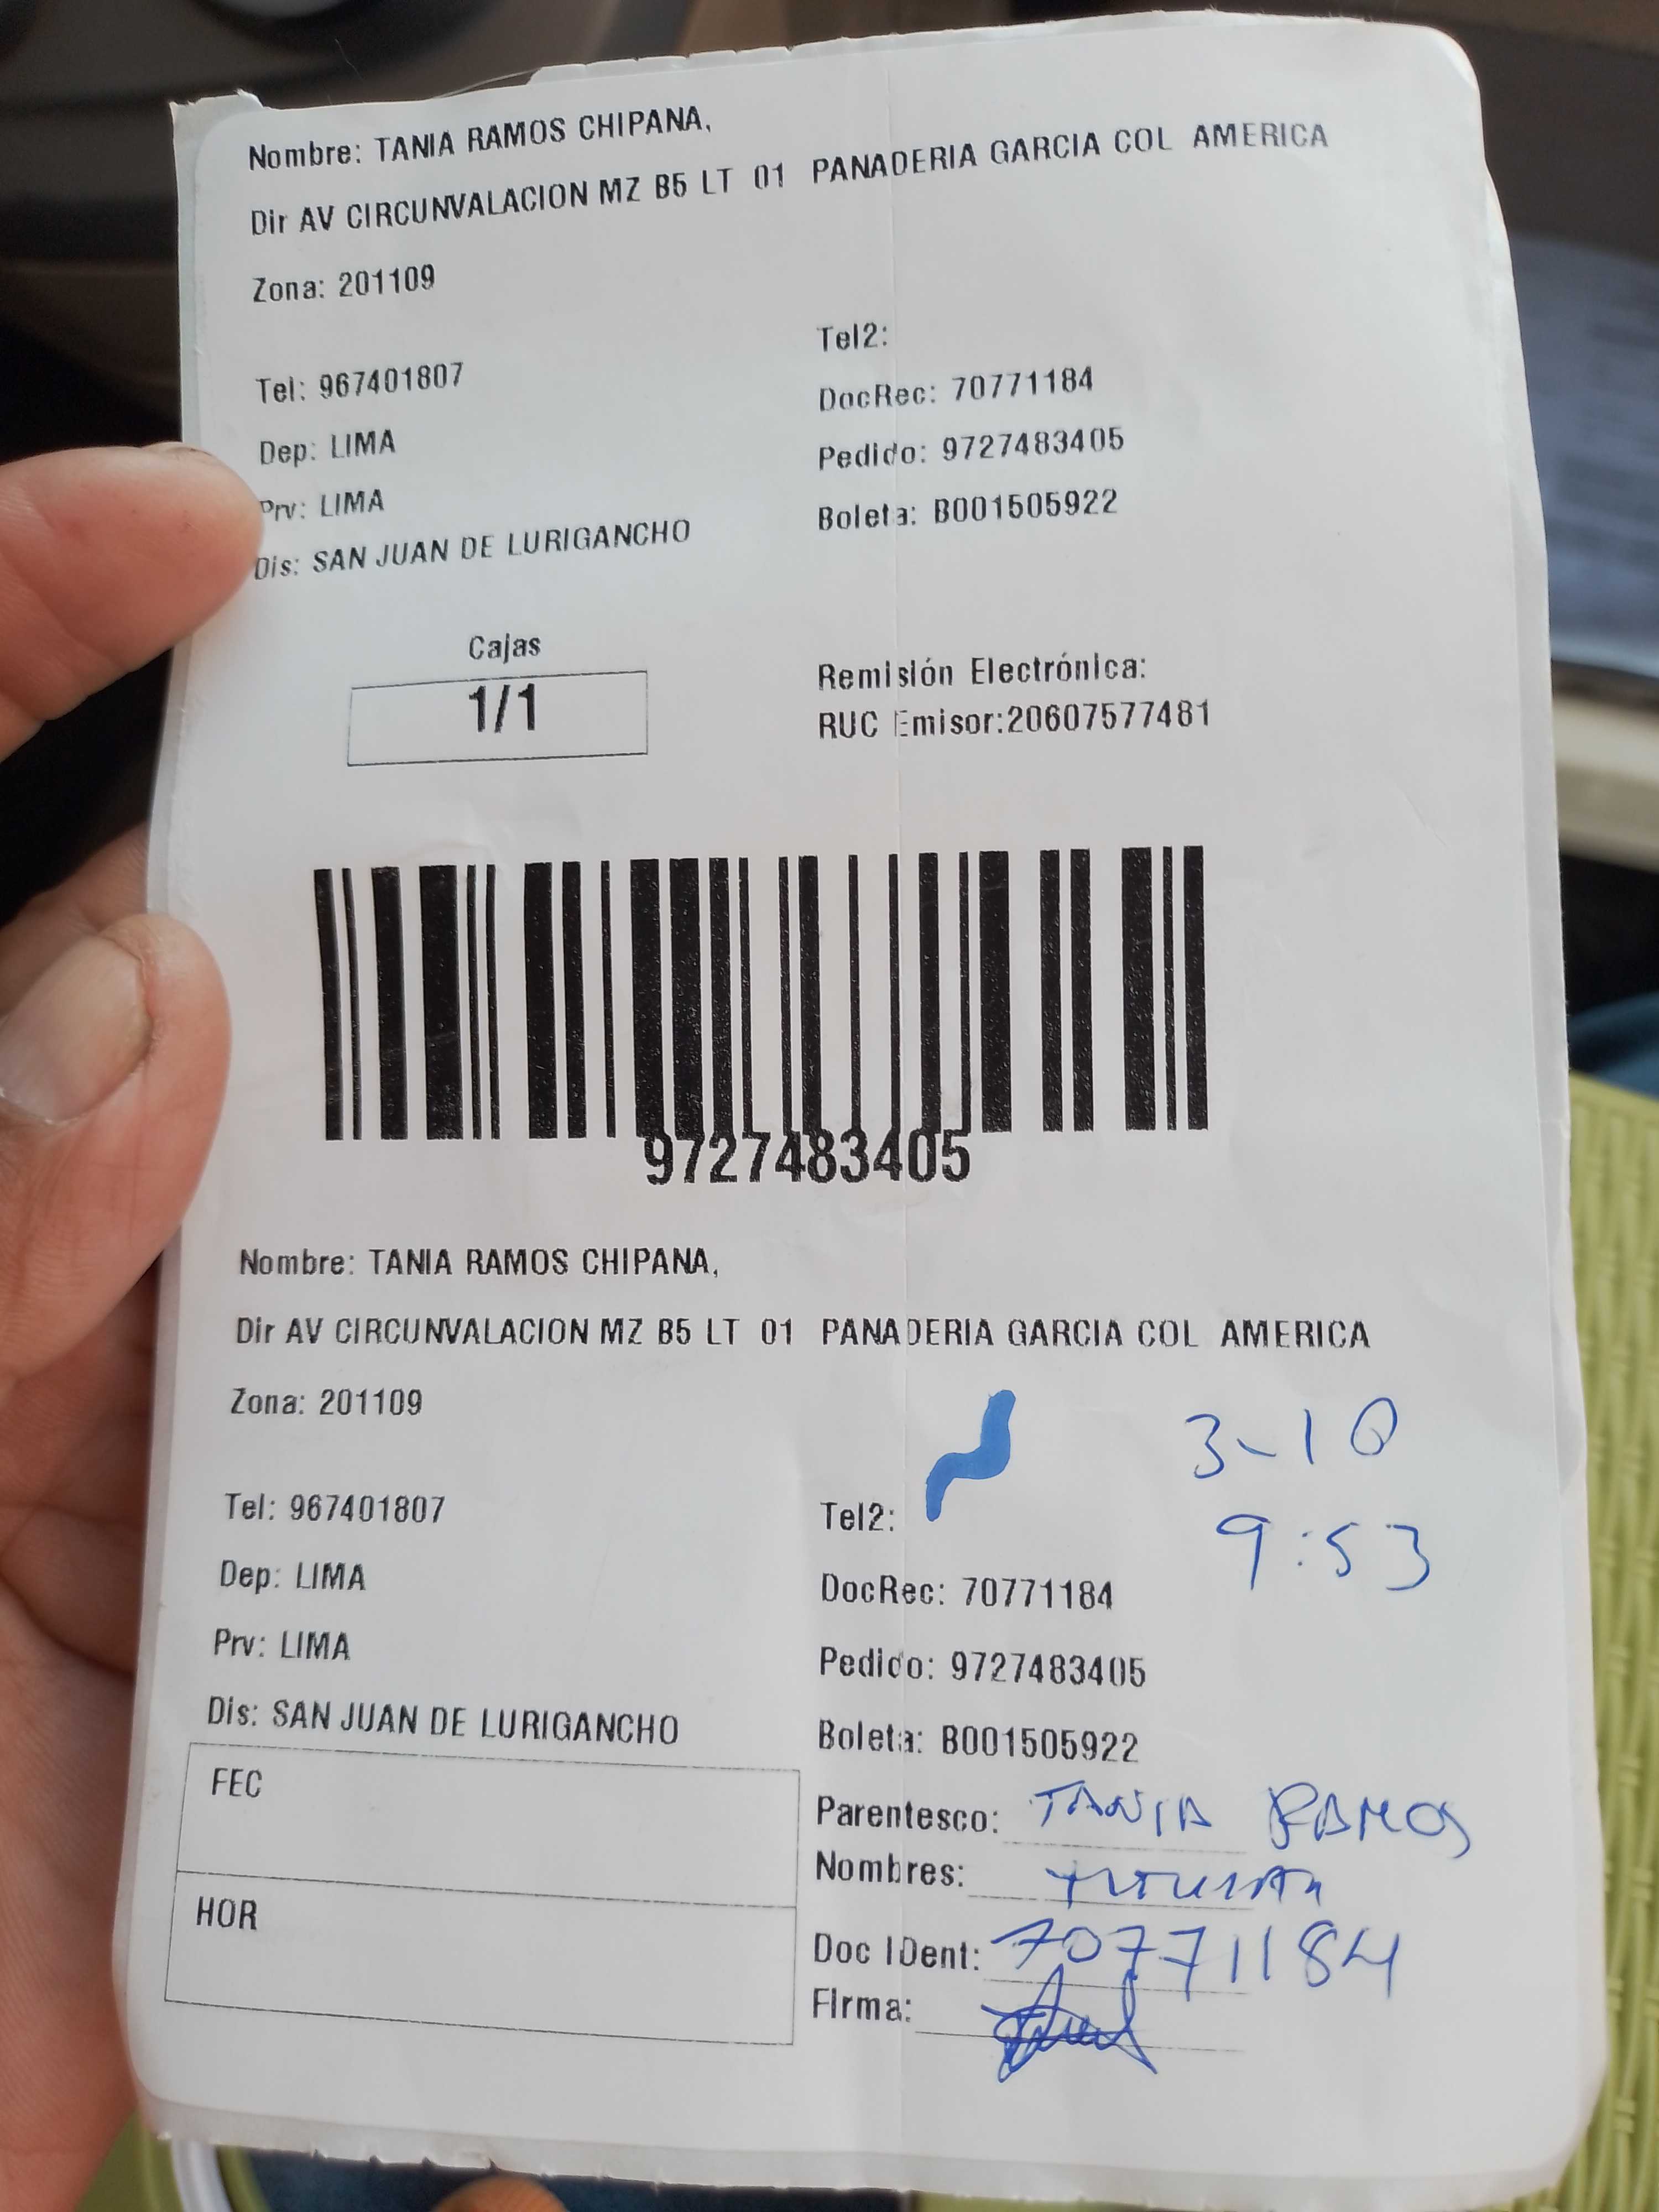 Nombre: TANIA RAMOS CHIPANA,
Dir AV CIRCUNVALACION MZ B5 LT 01 PANADERIA GARCIA COL AMERICA
Zona: 201109
Tel2:
Tel: 967401807
DocRec: 70771184
Dep: LIMA
Pedido: 9727483405
Prv: LIMA
Boleta: B001505922
Dis: SAN JUAN DE LURIGANCHO
Cajas
1/1
Remisión Electrónica:
RUC Emisor:20607577481
9727483405
Nombre: TANIA RAMOS CHIPANA,
Dir AV CIRCUNVALACION MZ B5 LT 01 PANADERIA GARCIA COL AMERICA
Zona: 201109
3-10
9:53
Tel: 967401807
Tel2:
Dep: LIMA
DocRec: 70771184
Prv: LIMA
Pedido: 9727483405
Dis: SAN JUAN DE LURIGANCHO
Boleta: B001505922
FEC
Parentesco: TANIA RAMOS
Nombres:
HOR
Doc IDent: 70771184
Firma: